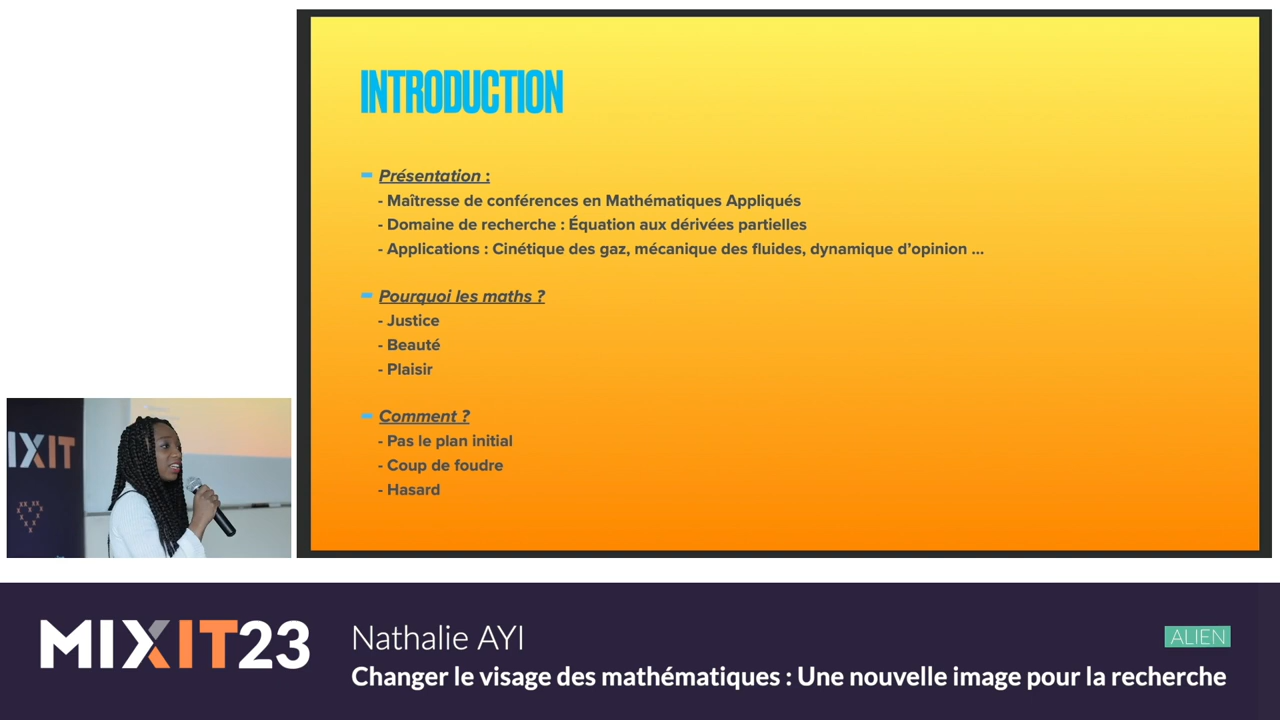 INTRODUCTION
Présentation :
- Maîtresse de conférences en Mathématiques Appliqués
- Domaine de recherche : Équation aux dérivées partielles
- Applications : Cinétique des gaz, mécanique des fluides, dynamique d'opinion ...
Pourquoi les maths ?
- Justice
- Beauté
- Plaisir
Comment ?
- Pas le plan initial
- Coup de foudre
- Hasard
IXIT
MIXIT23
Nathalie AYI
ALIEN
Changer le visage des mathématiques : Une nouvelle image pour la recherche